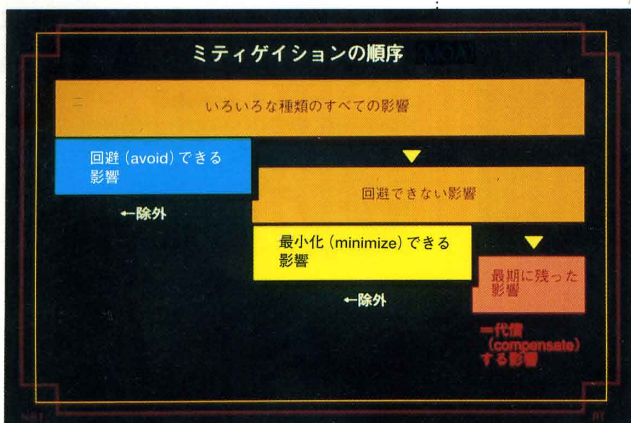 ミティゲイションの順序
いろいろな種類のすべての影響
回避(avoid)できる
影響
回避できない影響
←除外
最小化(minimize)できる
影響
最期に残った
影響
←除外
代償
(compensate)
する影響